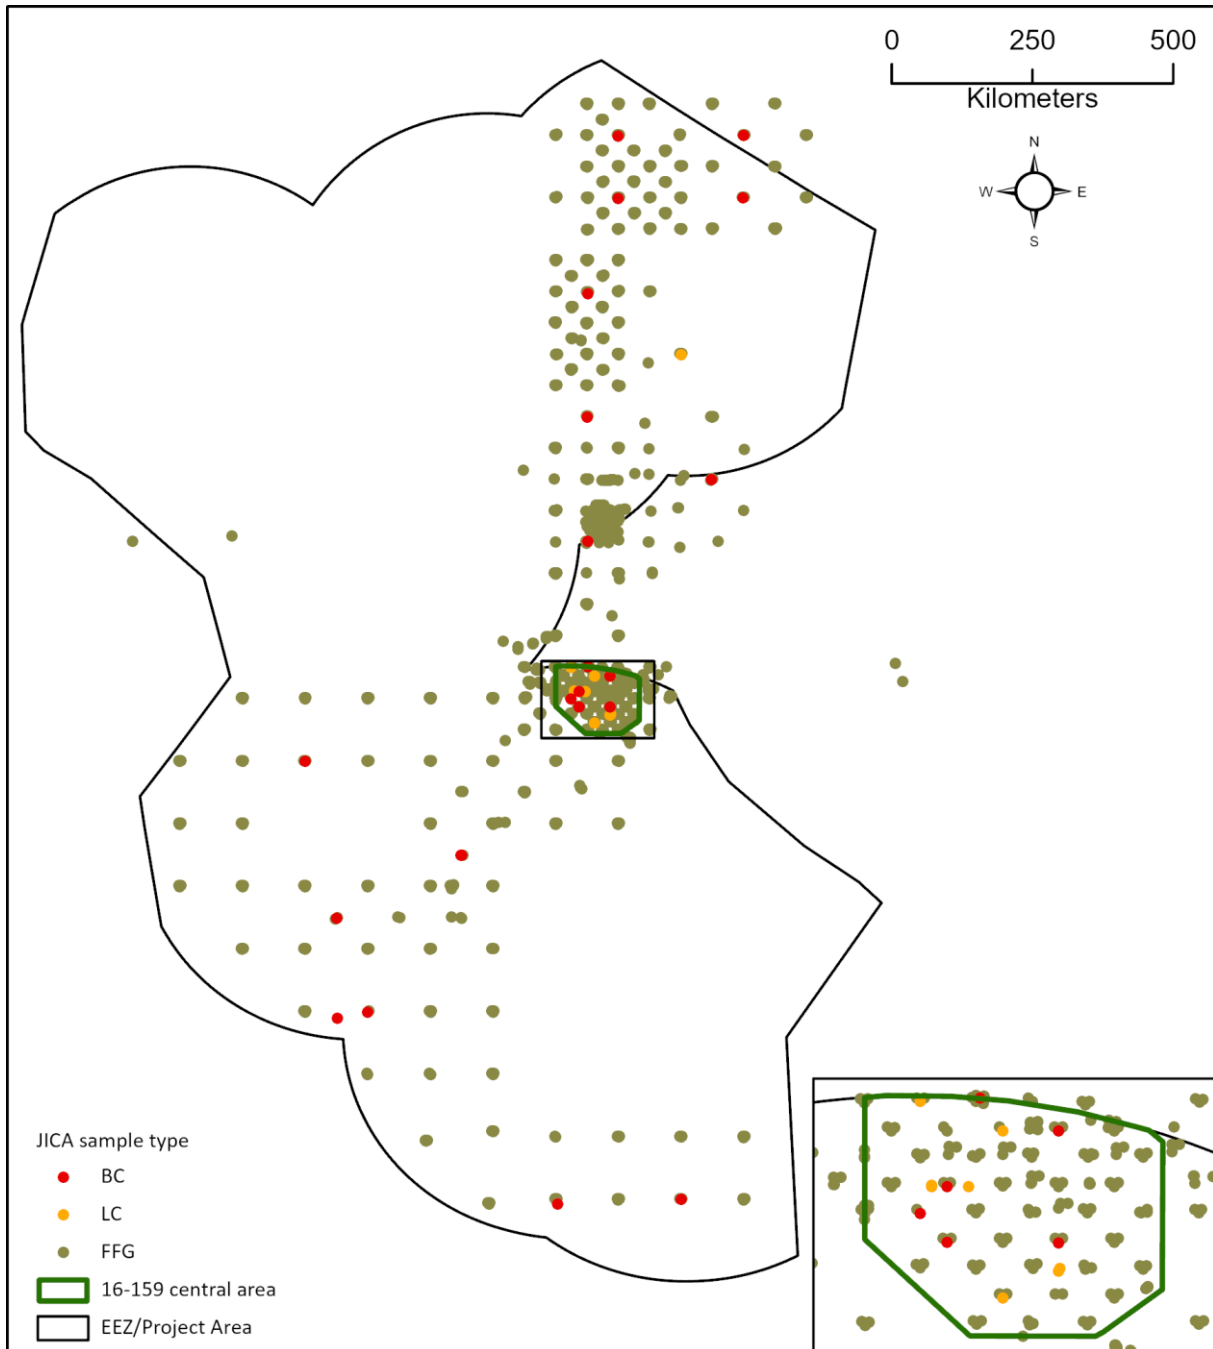 0 250 500
Kilometers
N
W E
S
JICA sample type
BC
LC
FFG
16-159 central area
EEZ/Project Area